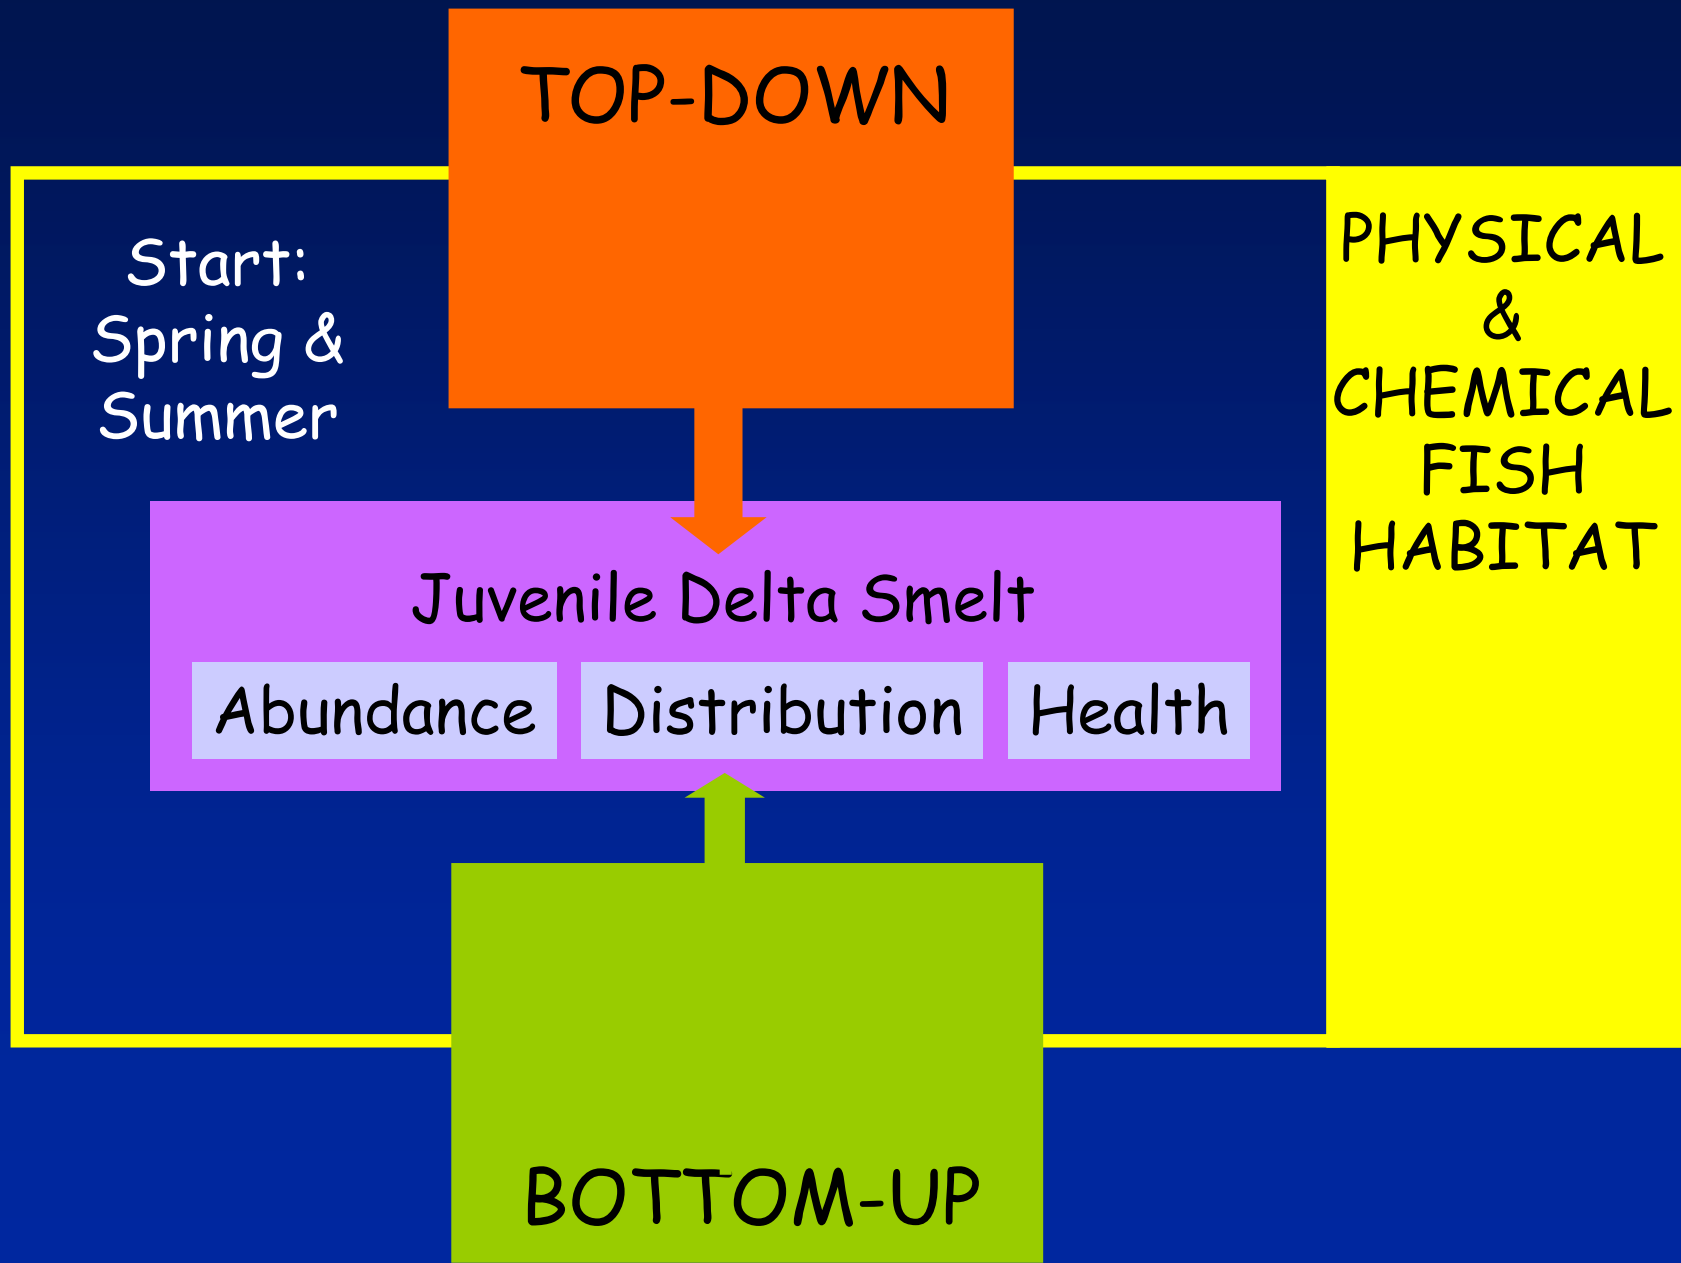 TOP-DOWN
Start:
Spring &
Summer
PHYSICAL
&
CHEMICAL
FISH
HABITAT
Juvenile Delta Smelt
Abundance
Distribution
Health
BOTTOM-UP